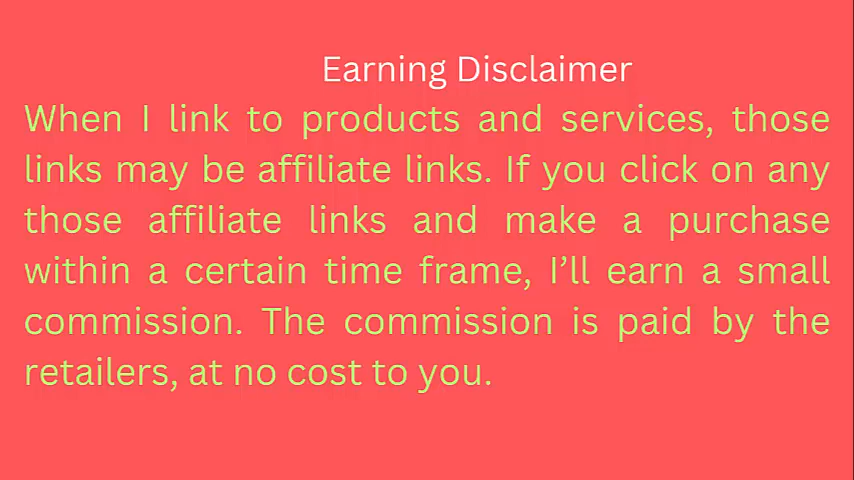 Earning Disclaimer
When I link to products and services, those
links may be affiliate links. If you click on any
those affiliate links and make a purchase
within a certain time frame, I’ll earn a small
commission. The commission is paid by the
retailers, at no cost to you.